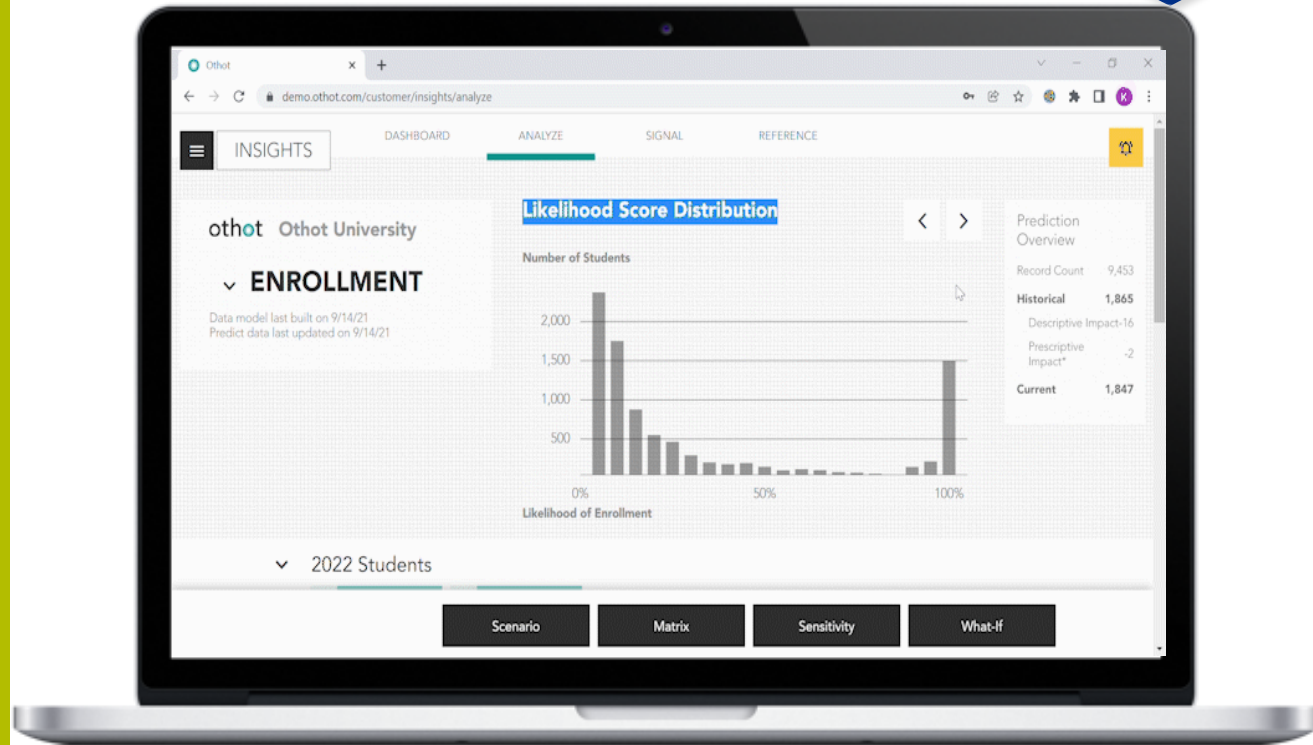 Othot
demo.othot.com/customer/insights/analyze
K
INSIGHTS
DASHBOARD
ANALYZE
SIGNAL
REFERENCE
othot Othot University
ENROLLMENT
Data model last built on 9/14/21
Predict data last updated on 9/14/21
Likelihood Score Distribution
Number of Students
2,000
1,500
1,000
500
0% 50% 100%
Likelihood of Enrollment
Prediction
Overview
Record Count 9,453
Historical 1,865
Descriptive Impact-16
Prescriptive
Impact* -2
Current 1,847
2022 Students
Scenario
Matrix
Sensitivity
What-If